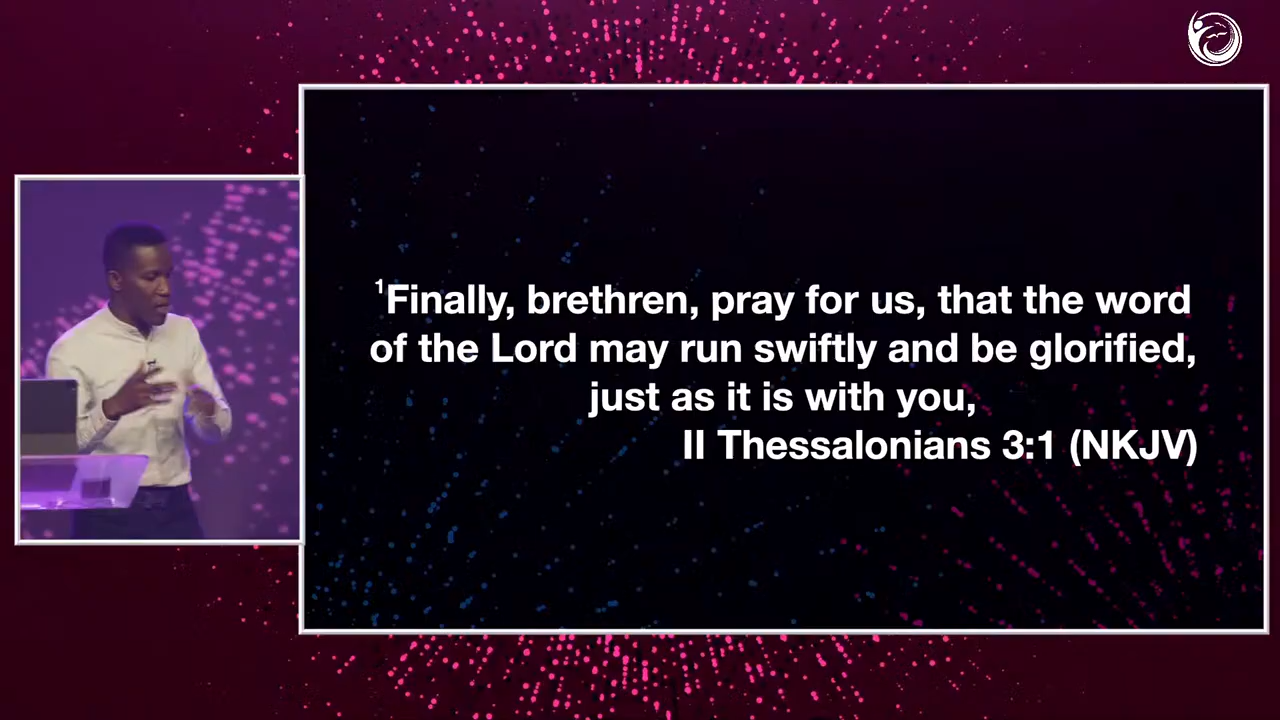 ¹Finally, brethren, pray for us, that the word
of the Lord may run swiftly and be glorified,
just as it is with you,
II Thessalonians 3:1 (NKJV)